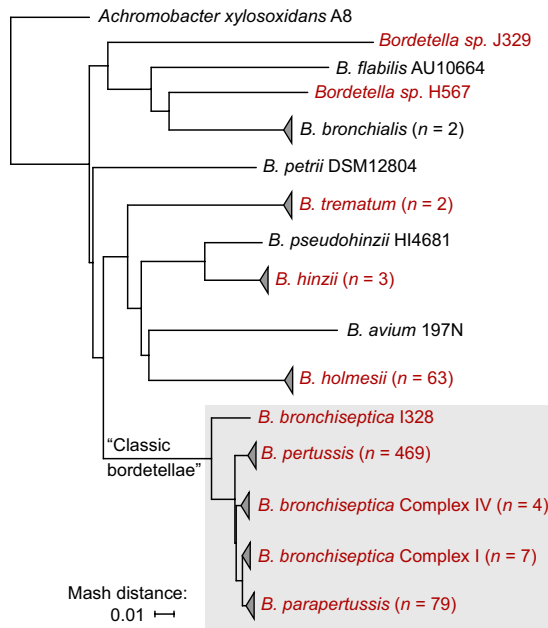 Achromobacter xylosoxidans A8
Bordetella sp. J329
B. flabilis AU10664
Bordetella sp. H567
B. bronchialis (n = 2)
B. petrii DSM12804
B. trematum (n = 2)
B. pseudohinzii HI4681
B. hinzii (n = 3)
B. avium 197N
B. holmesii (n = 63)
"Classic
bordetellae"
B. bronchiseptica I328
B. pertussis (n = 469)
B. bronchiseptica Complex IV (n = 4)
B. bronchiseptica Complex I (n = 7)
B. parapertussis (n = 79)
Mash distance:
0.01